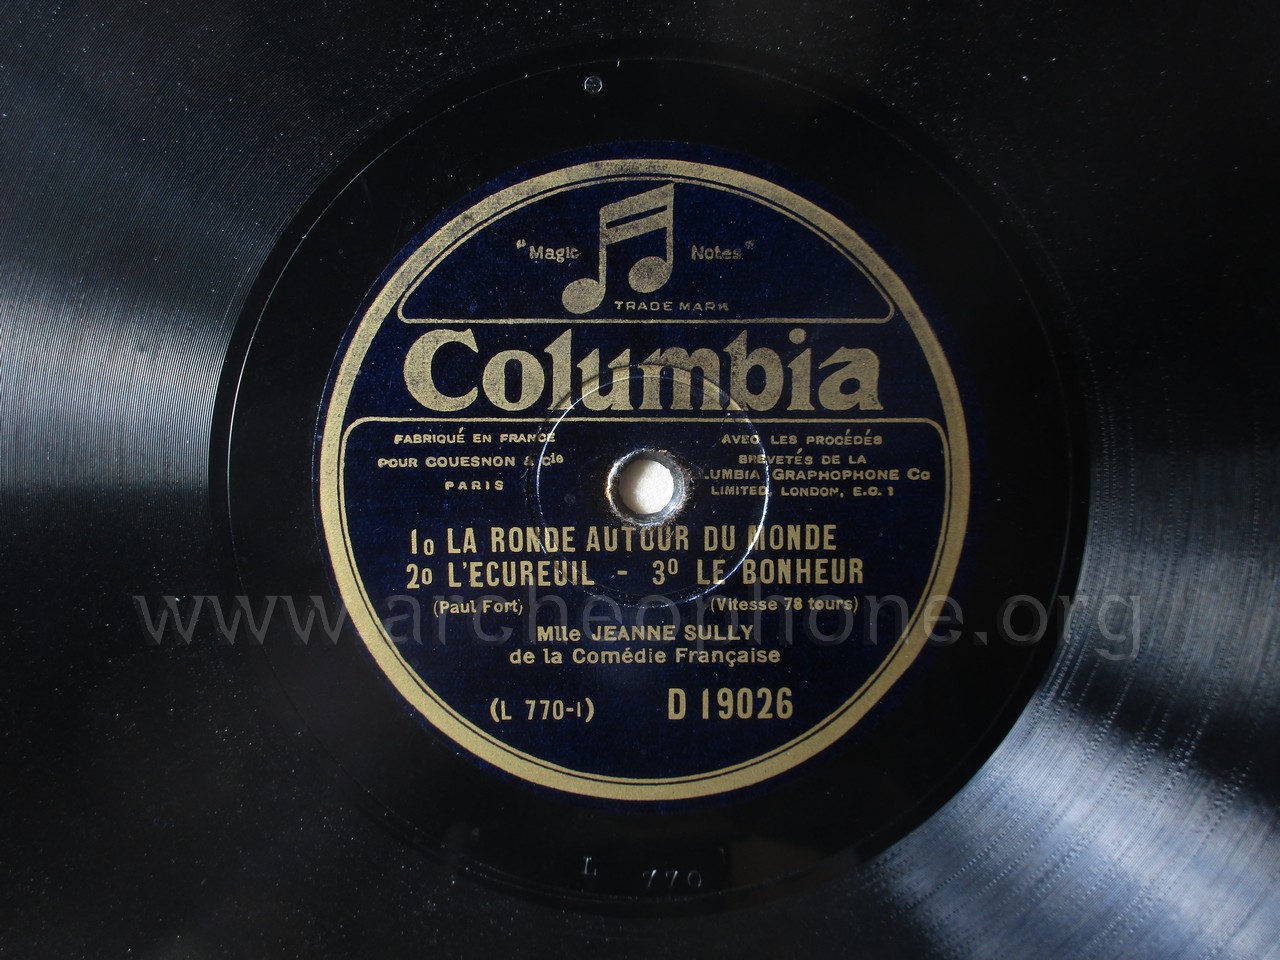 "Magic Notes"
TRADE MARK
Columbia
FABRIQUÉ EN FRANCE
POUR COUESNON & Cie
PARIS
AVEC LES PROCÉDÉS
BREVETÉS DE LA
LUMBIA GRAPHOPHONE Co
LIMITED, LONDON, E.C.1
1o LA RONDE AUTOUR DU MONDE
2o L'ECUREUIL - 3o LE BONHEUR
(Paul Fort) (Vitesse 78 tours)
www.archeophone.org
Mlle JEANNE SULLY
de la Comédie Française
(L 770-1) D 19026
L 770